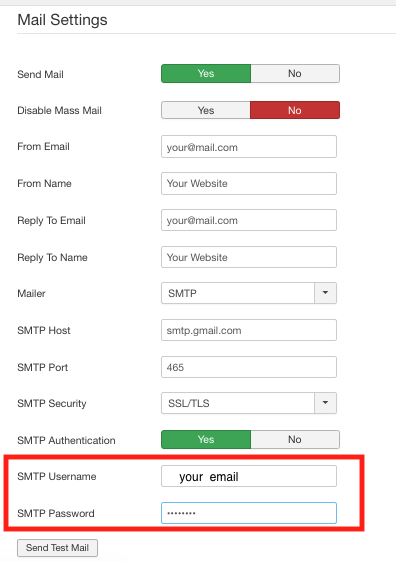 Mail Settings
Send Mail Yes No
Disable Mass Mail Yes No
From Email your@mail.com
From Name Your Website
Reply To Email your@mail.com
Reply To Name Your Website
Mailer SMTP
SMTP Host smtp.gmail.com
SMTP Port 465
SMTP Security SSL/TLS
SMTP Authentication Yes No
SMTP Username your email
SMTP Password ••••••••
Send Test Mail